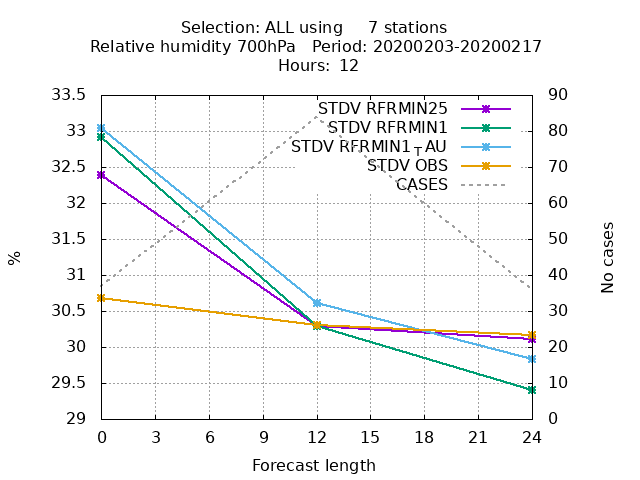 Selection: ALL using     7 stations
Relative humidity 700hPa   Period: 20200203-20200217
Hours:  12
33.5
33
32.5
32
31.5
31
30.5
30
29.5
29
%
STDV RFRMIN25
STDV RFRMIN1
STDV RFRMIN1TAU
STDV OBS
CASES
90
80
70
60
50
40
30
20
10
0
No cases
0 3 6 9 12 15 18 21 24
Forecast length